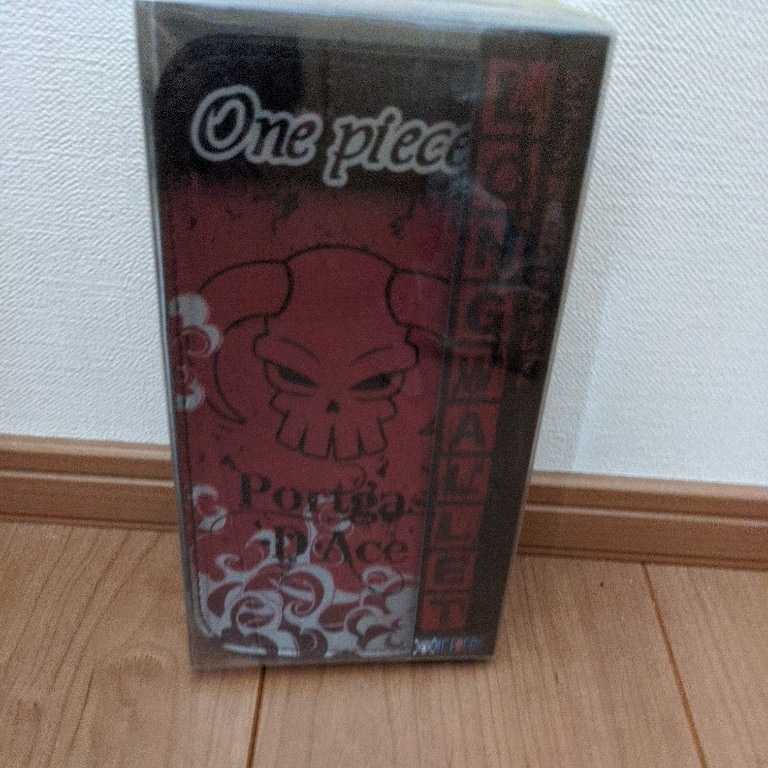 One piece
LONG WALLET
Portgas
D Ace